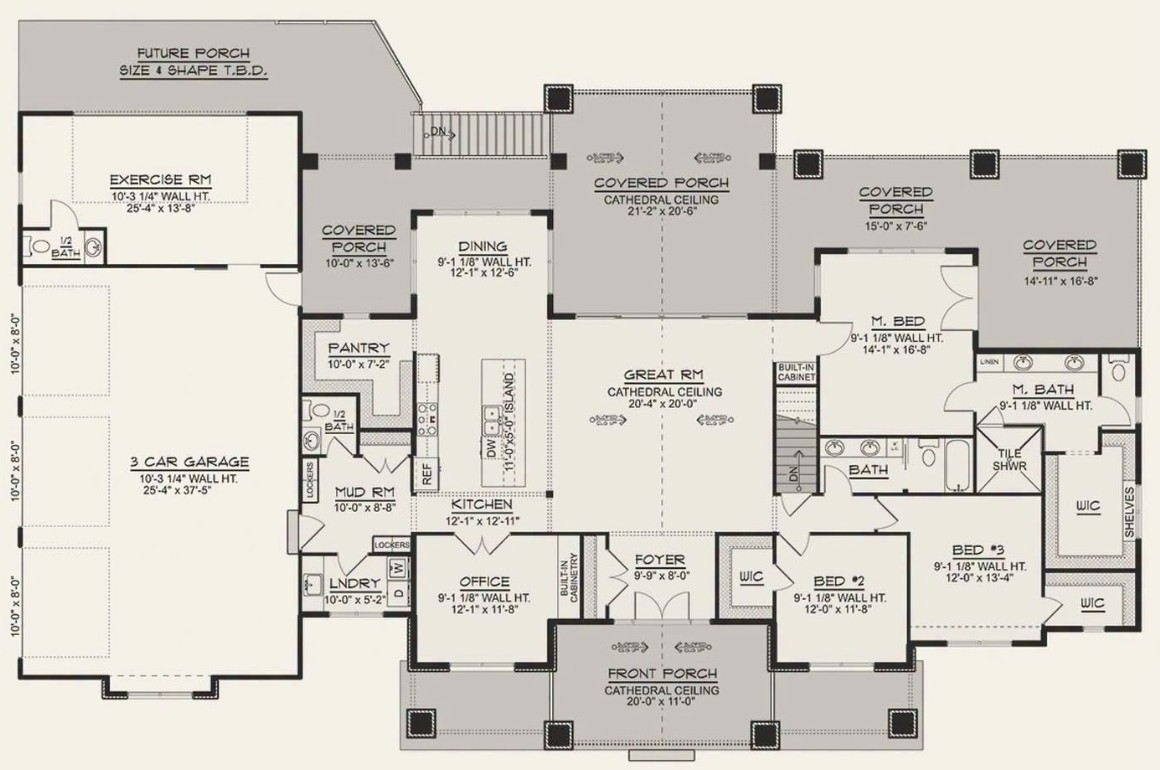 FUTURE PORCH
SIZE & SHAPE T.B.D.
DN
EXERCISE RM
10'-3 1/4" WALL HT.
25'-4" x 13'-8"
1/2
BATH
COVERED
PORCH
10'-0" x 13'-6"
DINING
9'-1 1/8" WALL HT.
12'-1" x 12'-6"
COVERED PORCH
CATHEDRAL CEILING
21'-2" x 20'-6"
COVERED
PORCH
15'-0" x 7'-6"
COVERED
PORCH
14'-11" x 16'-8"
M. BED
9'-1 1/8" WALL HT.
14'-1" x 16'-8"
10'-0" x 8'-0"
PANTRY
10'-0" x 7'-2"
GREAT RM
CATHEDRAL CEILING
20'-4" x 20'-0"
BUILT-IN
CABINET
LINEN
M. BATH
9'-1 1/8" WALL HT.
1/2
BATH
11'-0"x5'-0" ISLAND
DW
REF
3 CAR GARAGE
10'-3 1/4" WALL HT.
25'-4" x 37'-5"
10'-0" x 8'-0"
LOCKERS
MUD RM
10'-0" x 8'-8"
LOCKERS
KITCHEN
12'-1" x 12'-11"
DN
BATH
TILE
SHWR
WIC
SHELVES
10'-0" x 8'-0"
LNDRY
10'-0" x 5'-2"
W
D
OFFICE
9'-1 1/8" WALL HT.
12'-1" x 11'-8"
BUILT-IN
CABINETRY
FOYER
9'-9" x 8'-0"
WIC
BED #2
9'-1 1/8" WALL HT.
12'-0" x 11'-8"
BED #3
9'-1 1/8" WALL HT.
12'-0" x 13'-4"
WIC
FRONT PORCH
CATHEDRAL CEILING
20'-0" x 11'-0"